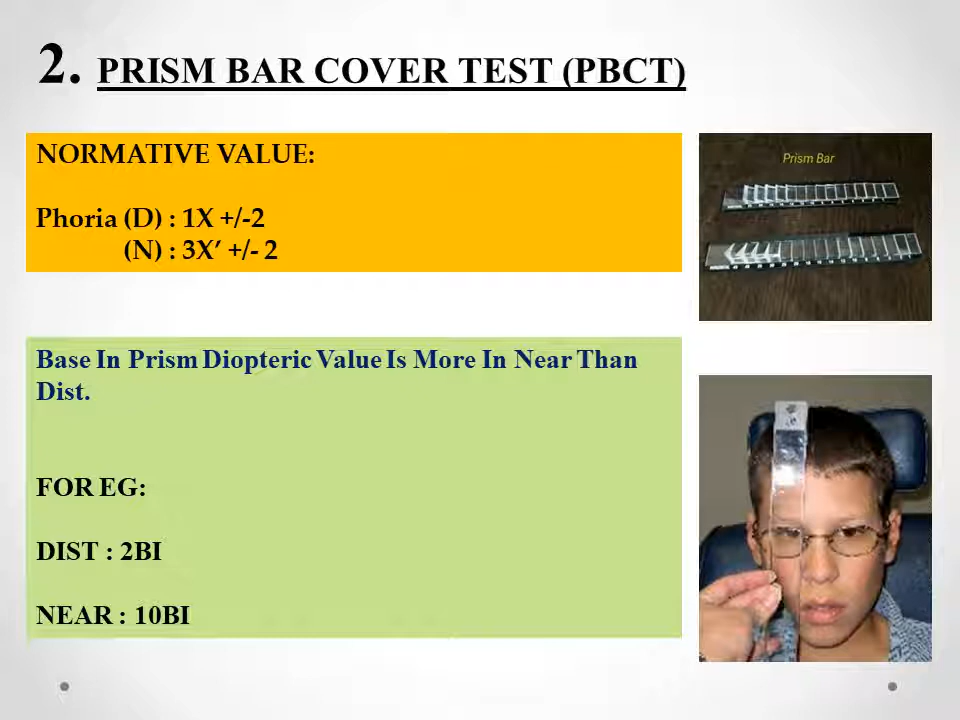 2. PRISM BAR COVER TEST (PBCT)
NORMATIVE VALUE:
Phoria (D) : 1X +/-2
(N) : 3X’ +/- 2
Prism Bar
Base In Prism Diopteric Value Is More In Near Than
Dist.
FOR EG:
DIST : 2BI
NEAR : 10BI